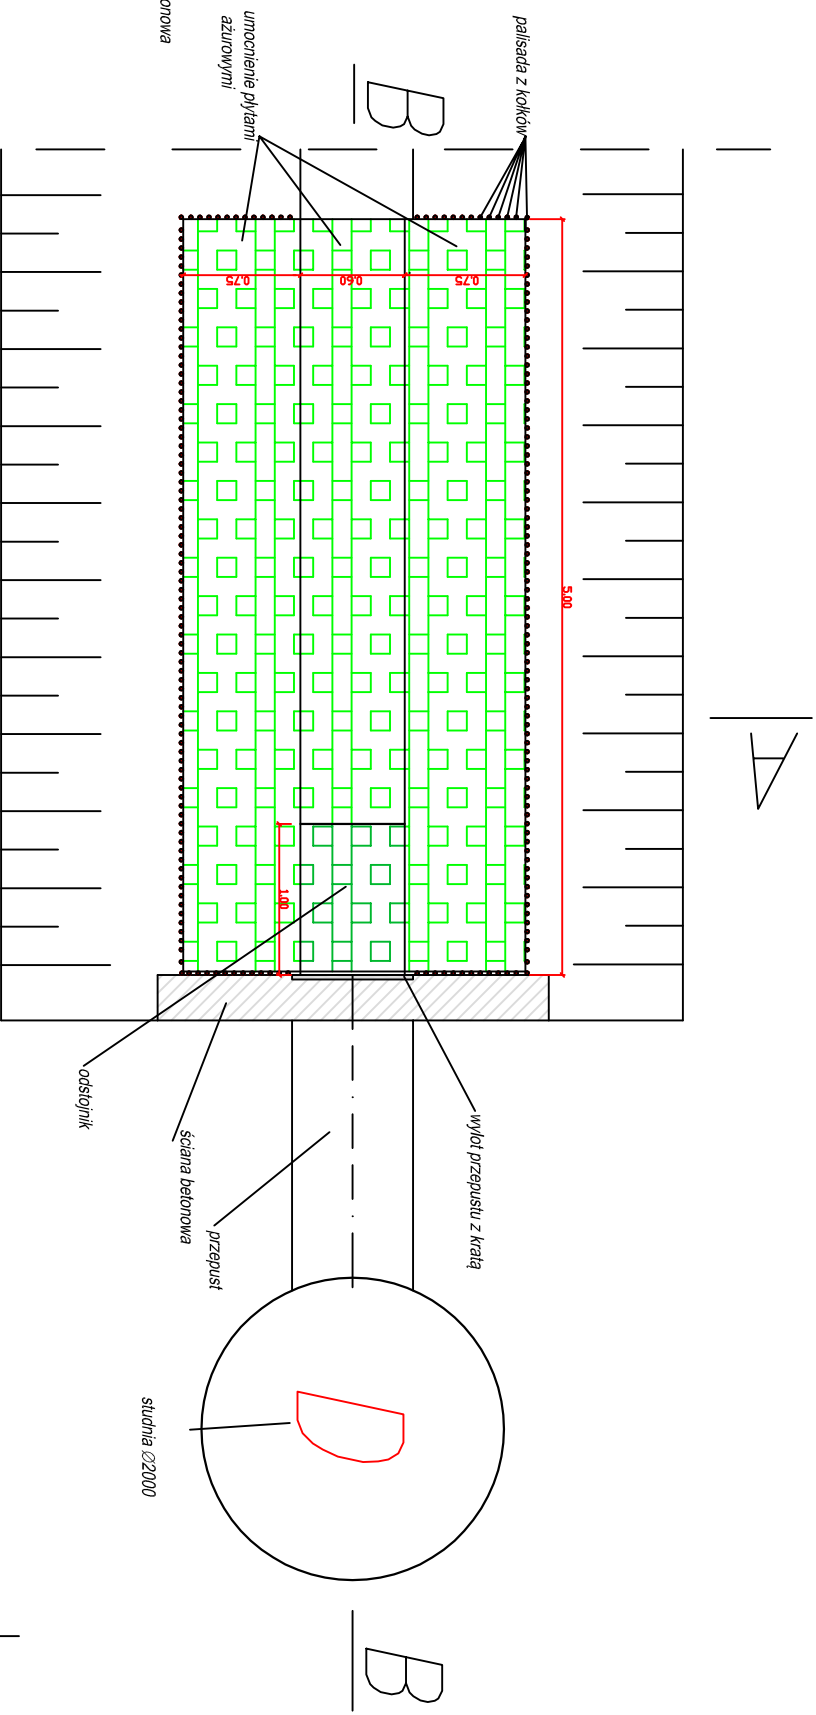 palisada z kołków
B
umocnienie płytami
ażurowymi
onowa
0.75
0.60
0.75
5.00
A
1.00
odstojnik
ściana betonowa
przepust
wylot przepustu z kratą
studnia ∅2000
D
B